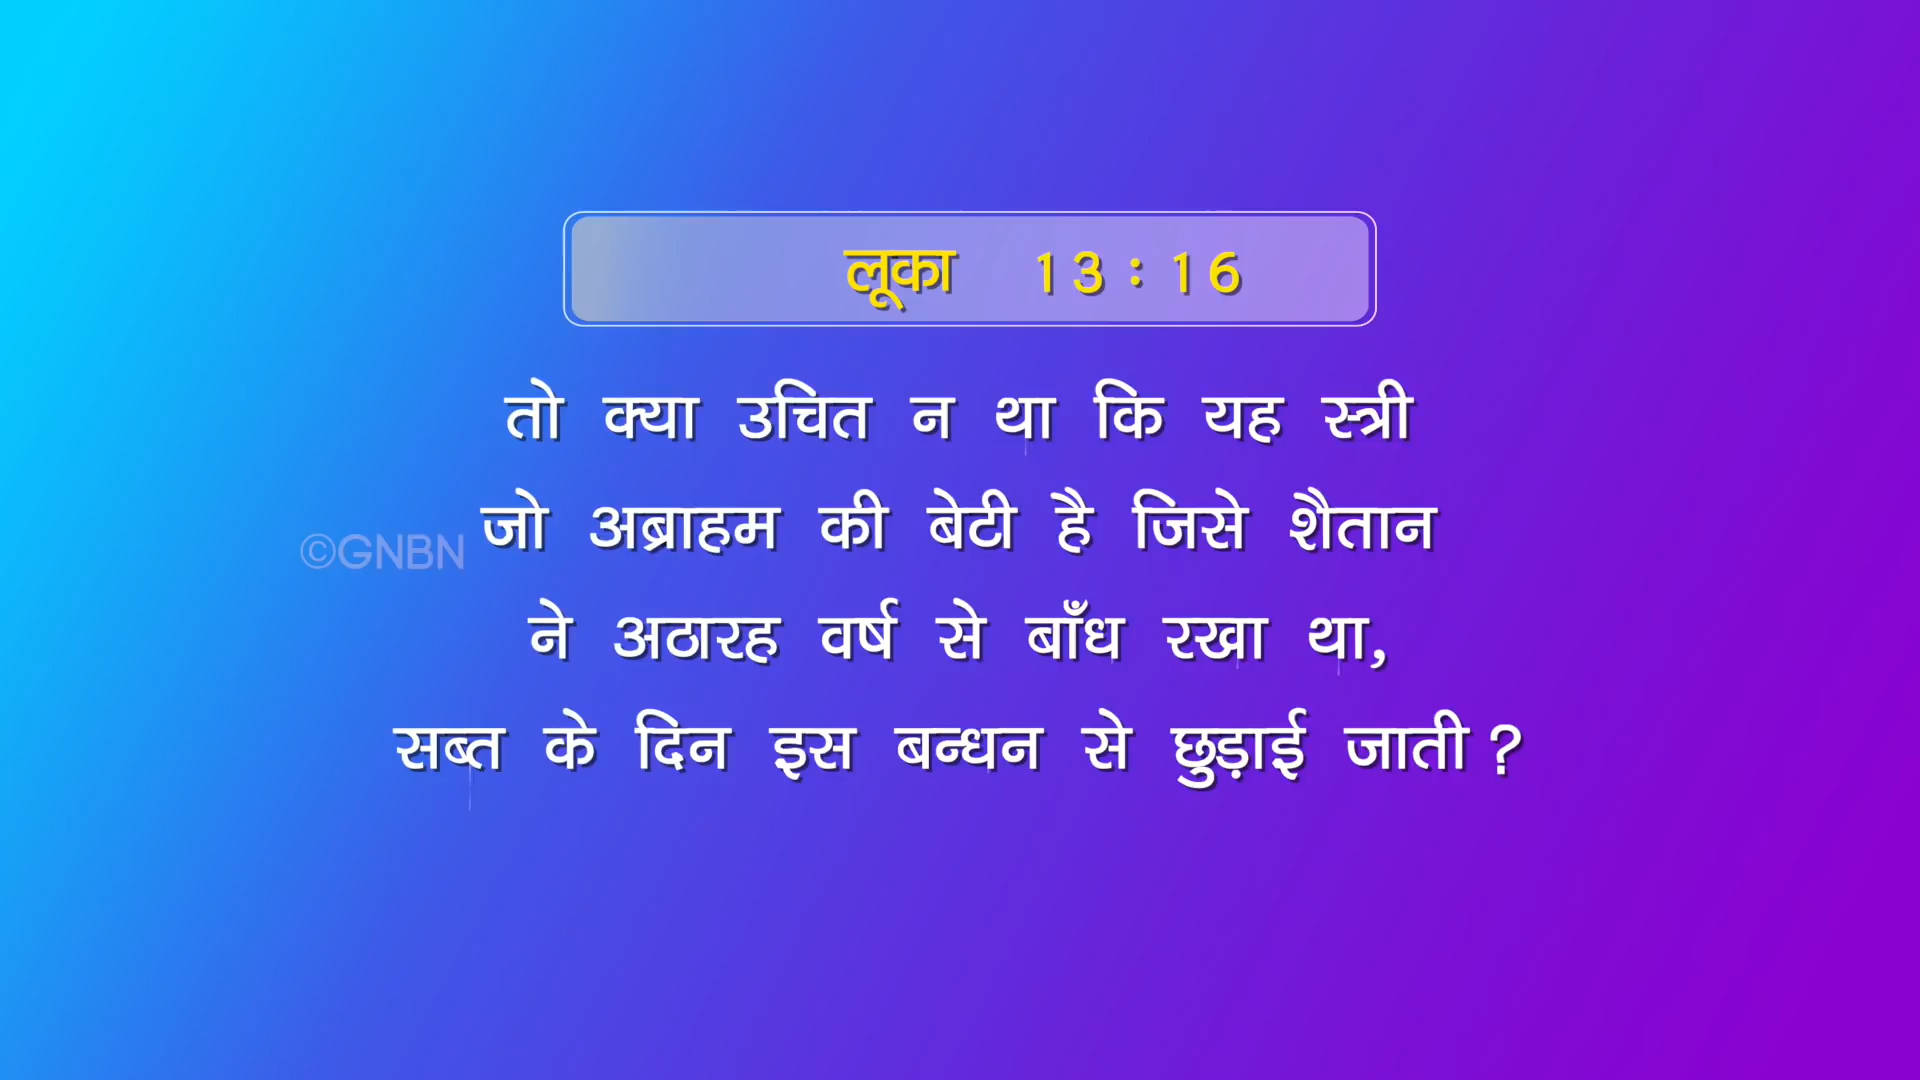 लूका 13:16
तो क्या उचित न था कि यह स्त्री
जो अब्राहम की बेटी है जिसे शैतान
©GNBN
ने अठारह वर्ष से बाँध रखा था,
सब्त के दिन इस बन्धन से छुड़ाई जाती?